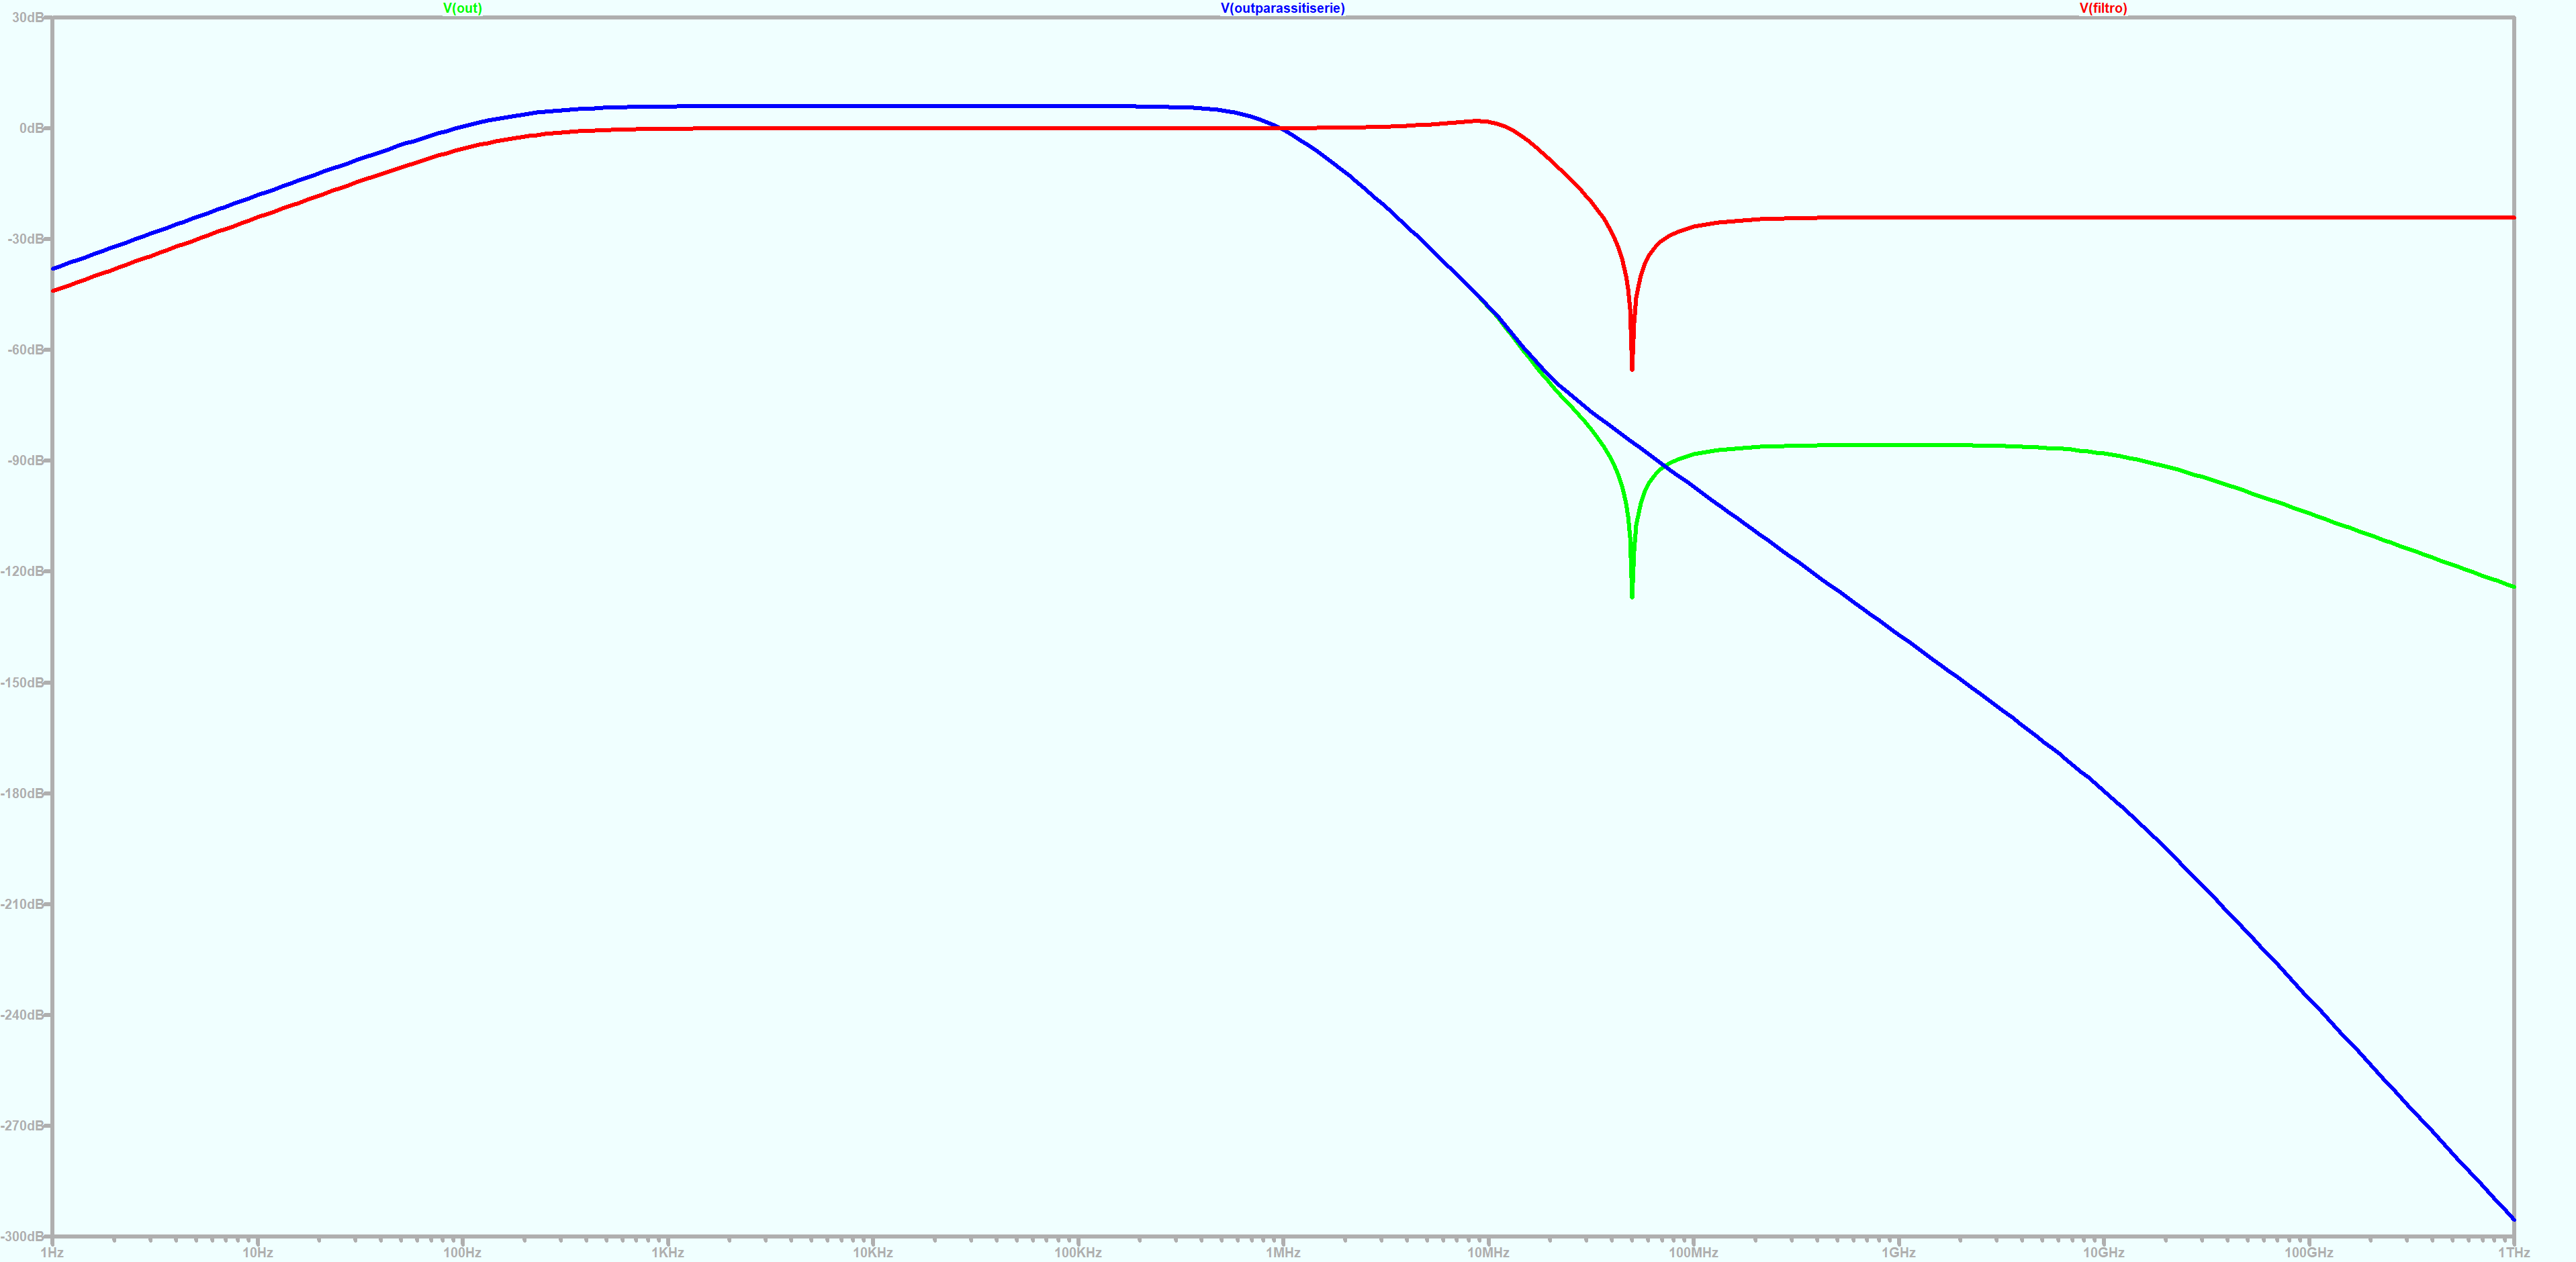 V(out) V(outparassitiserie) V(filtro)
30dB
0dB
-30dB
-60dB
-90dB
-120dB
-150dB
-180dB
-210dB
-240dB
-270dB
-300dB
1Hz 10Hz 100Hz 1KHz 10KHz 100KHz 1MHz 10MHz 100MHz 1GHz 10GHz 100GHz 1THz